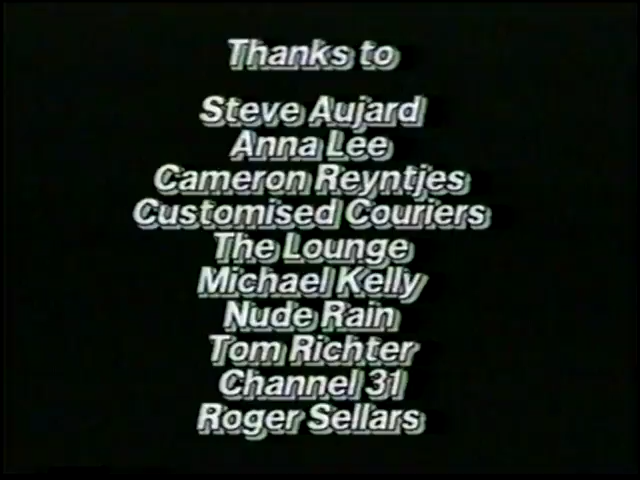 Thanks to
Steve Aujard
Anna Lee
Cameron Reyntjes
Customised Couriers
The Lounge
Michael Kelly
Nude Rain
Tom Richter
Channel 31
Roger Sellars